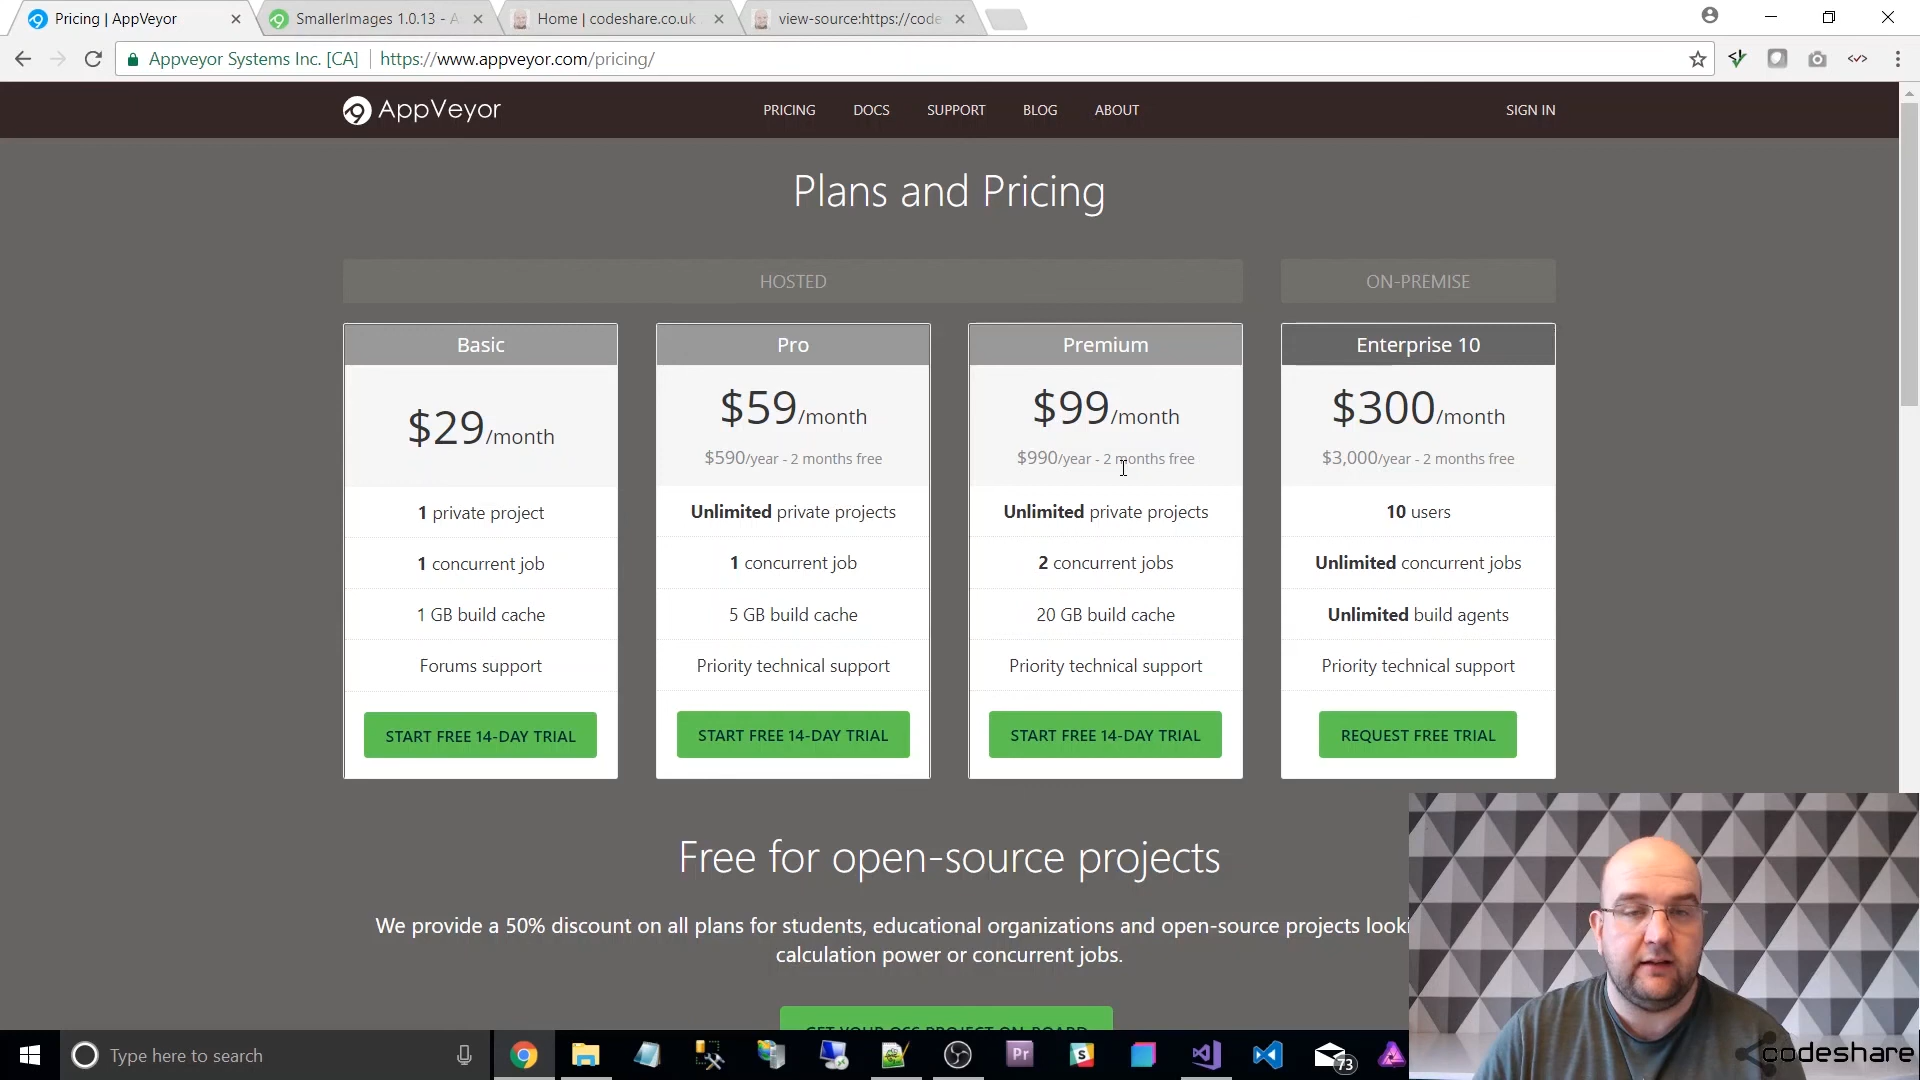 Pricing | AppVeyor
SmallerImages 1.0.13 - A
Home | codeshare.co.uk
view-source:https://code
Appveyor Systems Inc. [CA]
https://www.appveyor.com/pricing/
AppVeyor
PRICING
DOCS
SUPPORT
BLOG
ABOUT
SIGN IN
Plans and Pricing
HOSTED
ON-PREMISE
Basic
$29/month
1 private project
1 concurrent job
1 GB build cache
Forums support
START FREE 14-DAY TRIAL
Pro
$59/month
$590/year - 2 months free
Unlimited private projects
1 concurrent job
5 GB build cache
Priority technical support
START FREE 14-DAY TRIAL
Premium
$99/month
$990/year - 2 months free
Unlimited private projects
2 concurrent jobs
20 GB build cache
Priority technical support
START FREE 14-DAY TRIAL
Enterprise 10
$300/month
$3,000/year - 2 months free
10 users
Unlimited concurrent jobs
Unlimited build agents
Priority technical support
REQUEST FREE TRIAL
Free for open-source projects
We provide a 50% discount on all plans for students, educational organizations and open-source projects looki
calculation power or concurrent jobs.
GET YOUR OSS PROJECT ON-BOARD
Type here to search
Pr
S
73
codeshare